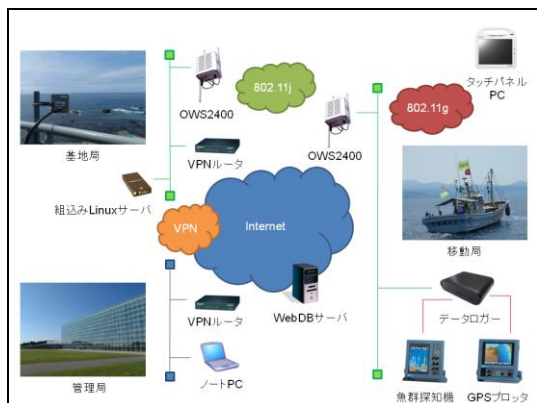 基地局
OWS2400
802.11j
VPNルータ
組込みLinuxサーバ
VPN
Internet
WebDBサーバ
管理局
VPNルータ
ノートPC
タッチパネル
PC
802.11g
OWS2400
移動局
データロガー
魚群探知機
GPSプロッタ